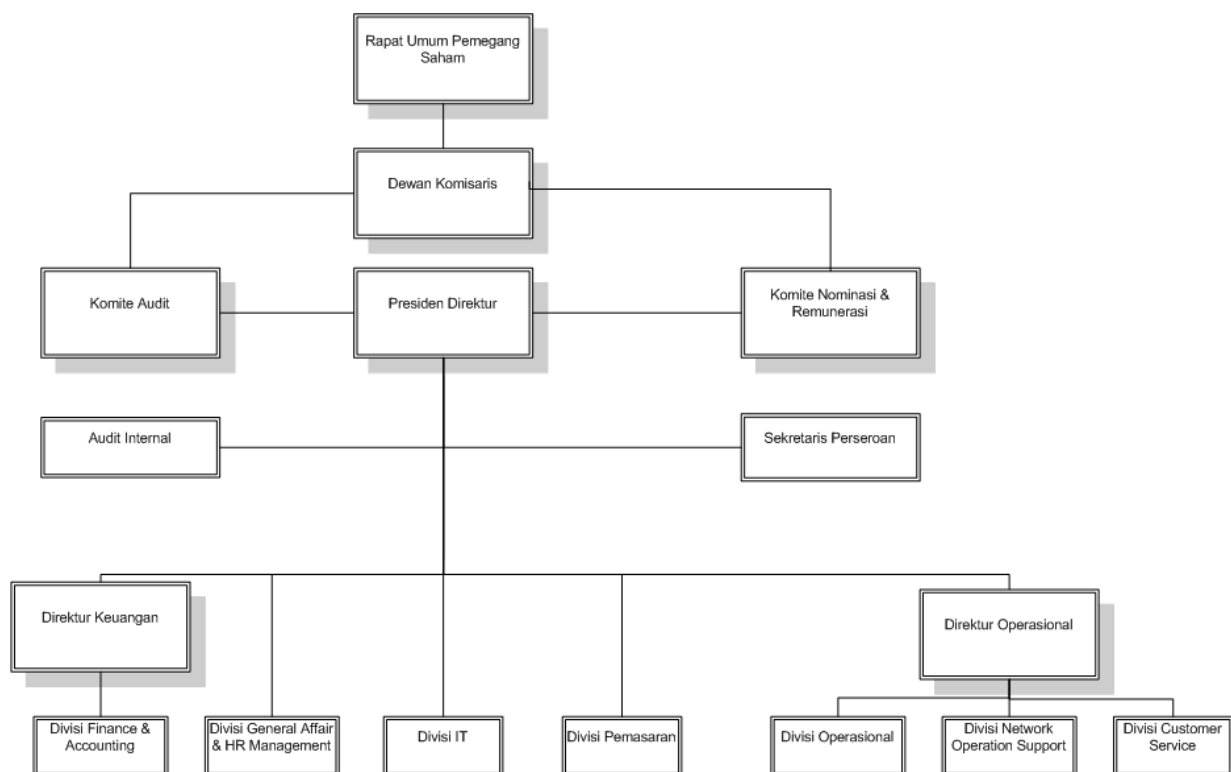 Rapat Umum Pemegang
Saham
Dewan Komisaris
Komite Audit
Presiden Direktur
Komite Nominasi &
Remunerasi
Audit Internal
Sekretaris Perseroan
Direktur Keuangan
Direktur Operasional
Divisi Finance &
Accounting
Divisi General Affair
& HR Management
Divisi IT
Divisi Pemasaran
Divisi Operasional
Divisi Network
Operation Support
Divisi Customer
Service